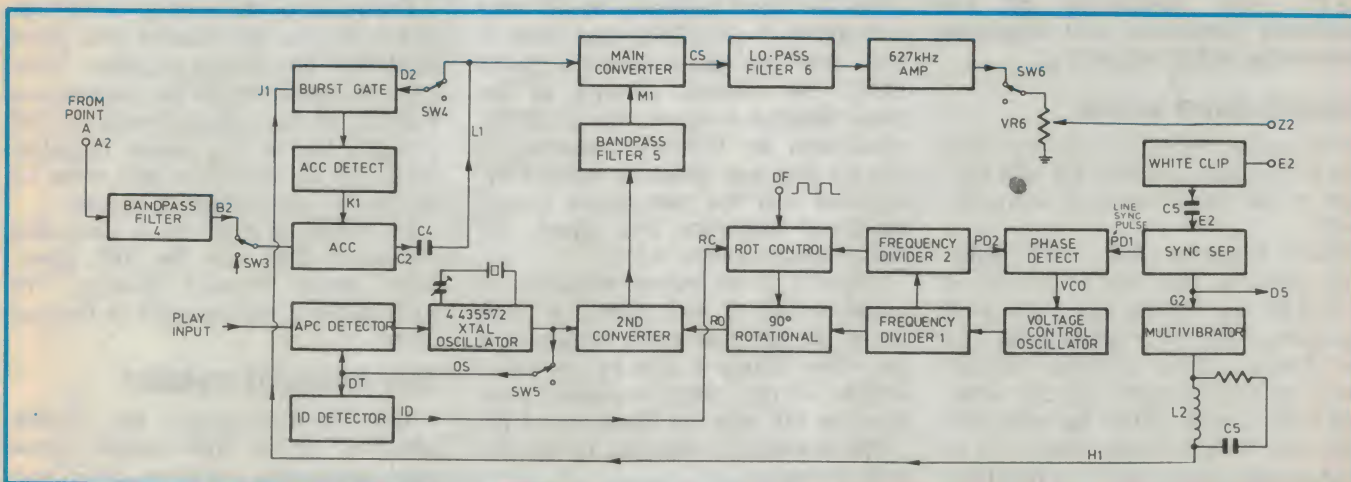 FROM
POINT
A
A2
BANDPASS
FILTER
4
B2
SW3
J1
BURST GATE
D2
SW4
L1
ACC DETECT
K1
ACC
C4
C2
MAIN
CONVERTER
CS
LO-PASS
FILTER 6
627kHz
AMP
SW6
VR6
Z2
M1
BANDPASS
FILTER 5
DF
WHITE CLIP
E2
C5
E2
LINE
SYNC
PULSE
RC
ROT CONTROL
FREQUENCY
DIVIDER 2
PD2
PHASE
DETECT
PD1
SYNC SEP
VCO
G2
D5
PLAY
INPUT
APC DETECTOR
4 435572
XTAL
OSCILLATOR
2ND
CONVERTER
RO
90°
ROTATIONAL
FREQUENCY
DIVIDER 1
VOLTAGE
CONTROL
OSCILLATOR
MULTIVIBRATOR
OS
SW5
DT
ID DETECTOR
ID
L2
C5
H1